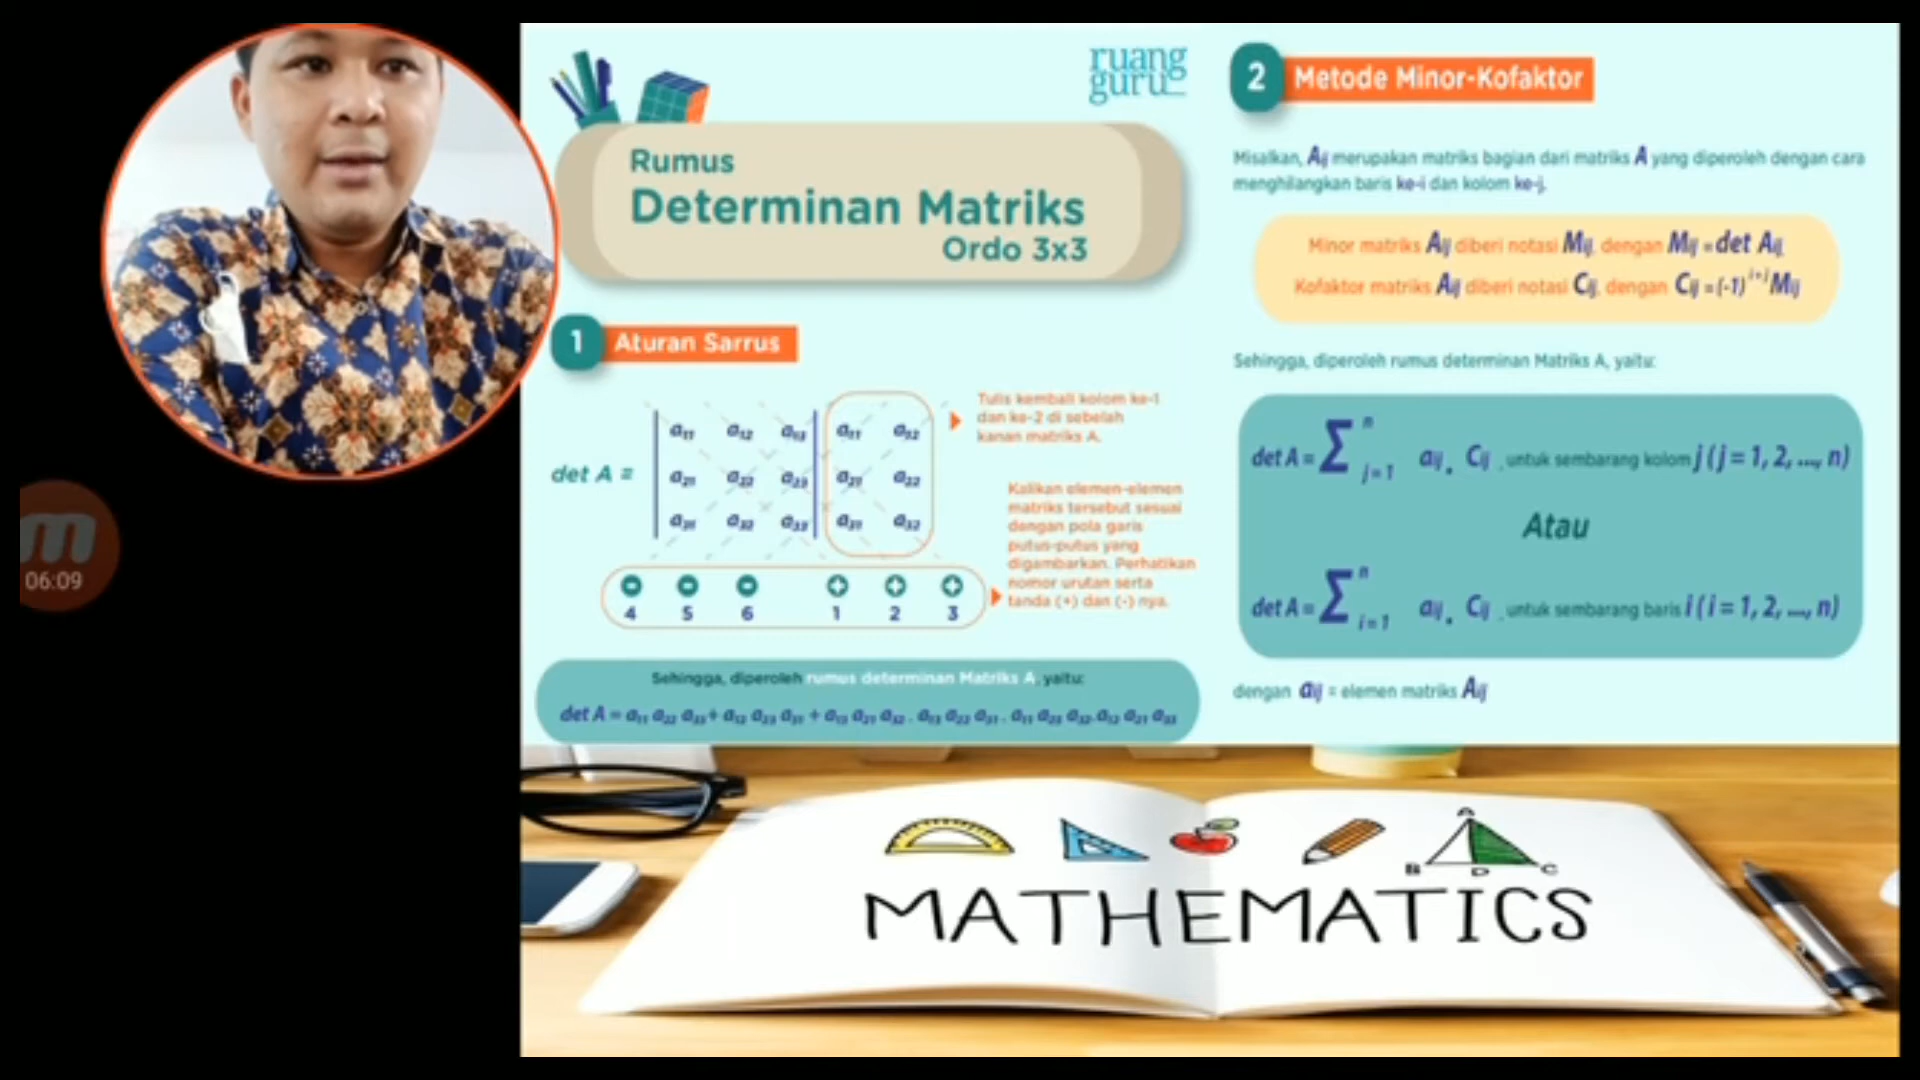 06:09
ruang
guru
Rumus
Determinan Matriks
Ordo 3x3
1 Aturan Sarrus
det A =
a11 a12 a13 a11 a12
a21 a22 a23 a21 a22
a31 a32 a33 a31 a32
- - - + + +
4 5 6 1 2 3
Tulis kembali kolom ke-1
dan ke-2 di sebelah
kanan matriks A.
Kalikan elemen-elemen
matriks tersebut sesuai
dengan pola garis
putus-putus yang
digambarkan. Perhatikan
nomor urutan serta
tanda (+) dan (-) nya.
Sehingga, diperoleh rumus determinan Matriks A, yaitu:
det A = a11 a22 a33 + a12 a23 a31 + a13 a21 a32 - a13 a22 a31 - a11 a23 a32 - a12 a21 a33
2 Metode Minor-Kofaktor
Misalkan, Aij merupakan matriks bagian dari matriks A yang diperoleh dengan cara
menghilangkan baris ke-i dan kolom ke-j.
Minor matriks Aij diberi notasi Mij, dengan Mij = det Aij,
Kofaktor matriks Aij diberi notasi Cij, dengan Cij = (-1)^i+j Mij
Sehingga, diperoleh rumus determinan Matriks A, yaitu:
det A = Σ n j=1 aij . Cij , untuk sembarang kolom j ( j = 1, 2, ..., n)
Atau
det A = Σ n i=1 aij . Cij , untuk sembarang baris i ( i = 1, 2, ..., n)
dengan aij = elemen matriks Aij
A
B D C
MATHEMATICS